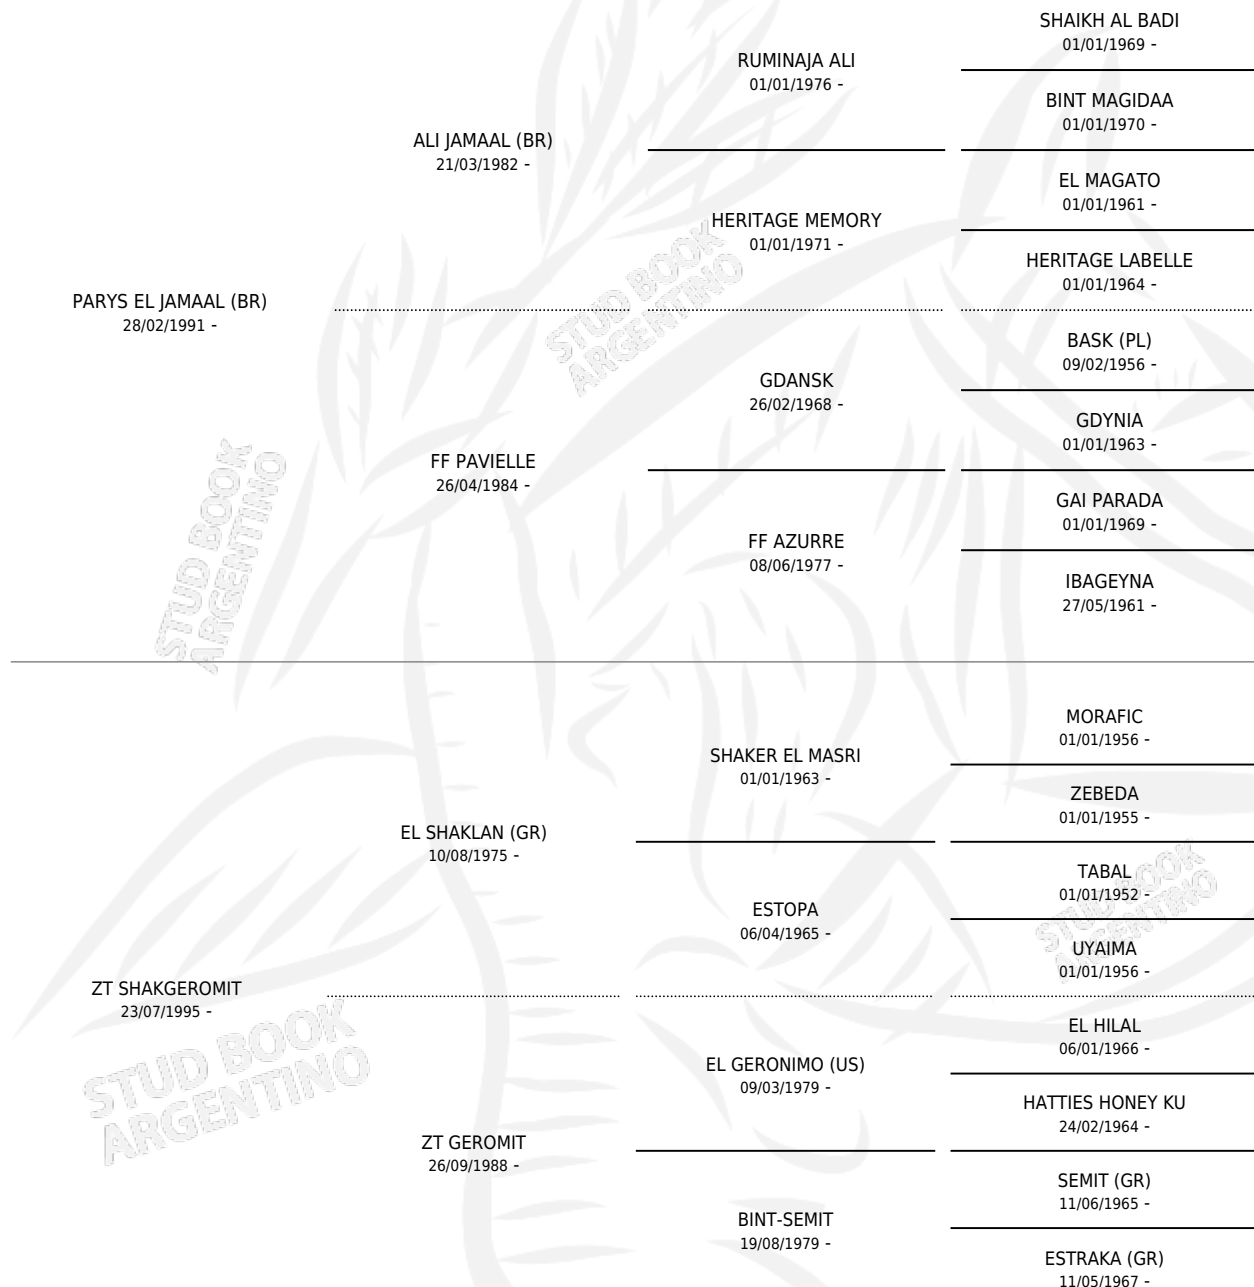 SHAIKH AL BADI
01/01/1969 -
RUMINAJA ALI
01/01/1976 -
BINT MAGIDAA
01/01/1970 -
ALI JAMAAL (BR)
21/03/1982 -
EL MAGATO
01/01/1961 -
HERITAGE MEMORY
01/01/1971 -
HERITAGE LABELLE
01/01/1964 -
PARYS EL JAMAAL (BR)
28/02/1991 -
BASK (PL)
09/02/1956 -
GDANSK
26/02/1968 -
GDYNIA
01/01/1963 -
FF PAVIELLE
26/04/1984 -
GAI PARADA
01/01/1969 -
FF AZURRE
08/06/1977 -
IBAGEYNA
27/05/1961 -
MORAFIC
01/01/1956 -
SHAKER EL MASRI
01/01/1963 -
ZEBEDA
01/01/1955 -
EL SHAKLAN (GR)
10/08/1975 -
TABAL
01/01/1952 -
ESTOPA
06/04/1965 -
UYAIMA
01/01/1956 -
ZT SHAKGEROMIT
23/07/1995 -
EL HILAL
06/01/1966 -
EL GERONIMO (US)
09/03/1979 -
HATTIES HONEY KU
24/02/1964 -
ZT GEROMIT
26/09/1988 -
SEMIT (GR)
11/06/1965 -
BINT-SEMIT
19/08/1979 -
ESTRAKA (GR)
11/05/1967 -
STUD BOOK
ARGENTINO
STUD BOOK
ARGENTINO
STUD BOOK
ARGENTINO
STUD BOOK
ARGENTINO